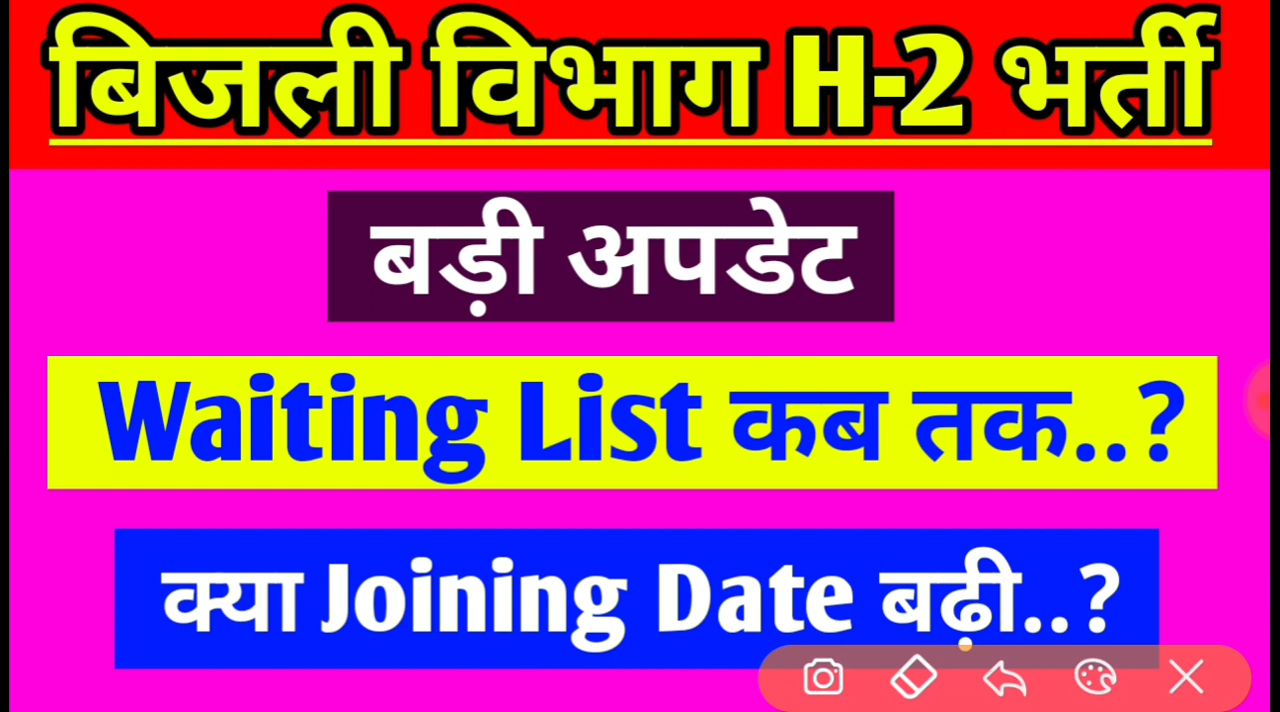 बिजली विभाग H-2 भर्ती
बड़ी अपडेट
Waiting List कब तक..?
क्या Joining Date बढ़ी..?